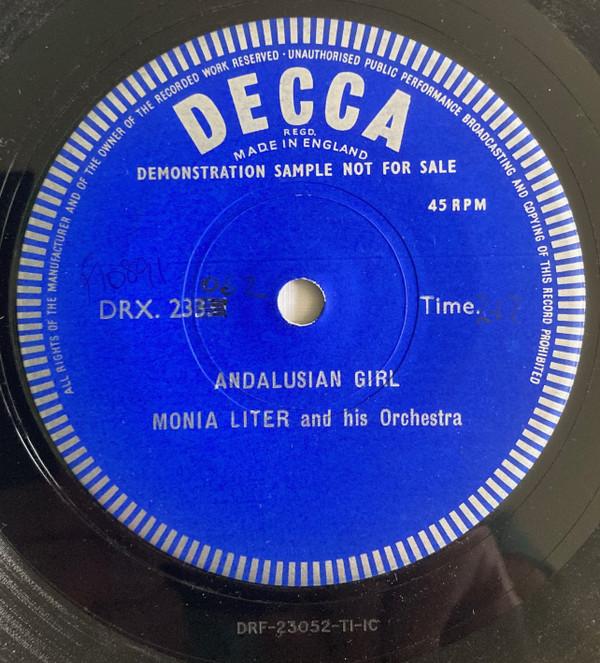 ALL RIGHTS OF THE MANUFACTURER AND OF THE OWNER OF THE RECORDED WORK RESERVED · UNAUTHORISED PUBLIC PERFORMANCE BROADCASTING AND COPYING OF THIS RECORD PROHIBITED
DECCA
REGD.
MADE IN ENGLAND
DEMONSTRATION SAMPLE NOT FOR SALE
45 RPM
DRX. 233
Time.
ANDALUSIAN GIRL
MONIA LITER and his Orchestra
DRF-23052-T1-1C